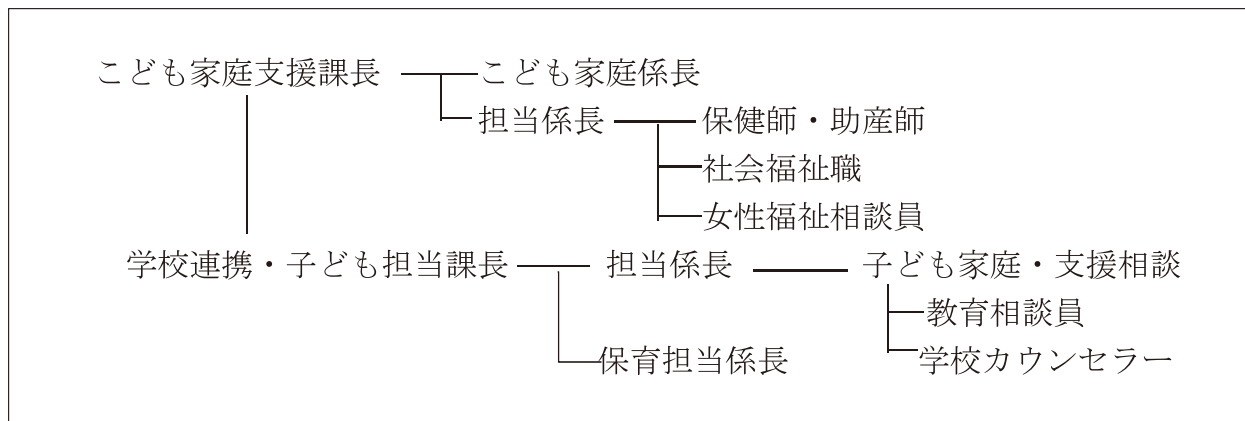 こども家庭支援課長 こども家庭係長
担当係長 保健師・助産師
社会福祉職
女性福祉相談員
学校連携・子ども担当課長 担当係長 子ども家庭・支援相談
教育相談員
保育担当係長 学校カウンセラー